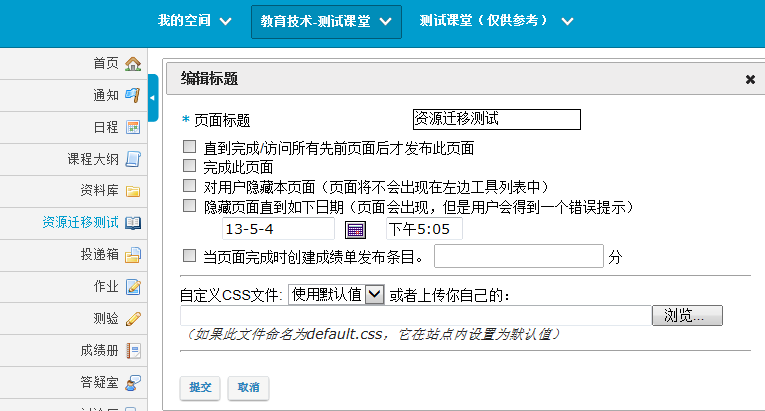 我的空间
教育技术-测试课堂
测试课堂（仅供参考）
首页
通知
日程
课程大纲
资料库
资源迁移测试
投递箱
作业
测验
成绩册
答疑室
编辑标题
* 页面标题
资源迁移测试
直到完成/访问所有先前页面后才发布此页面
完成此页面
对用户隐藏本页面（页面将不会出现在左边工具列表中）
隐藏页面直到如下日期（页面会出现，但是用户会得到一个错误提示）
13-5-4
下午5:05
当页面完成时创建成绩单发布条目。 分
自定义CSS文件: 使用默认值 或者上传你自己的：
浏览...
（如果此文件命名为default.css，它在站点内设置为默认值）
提交
取消